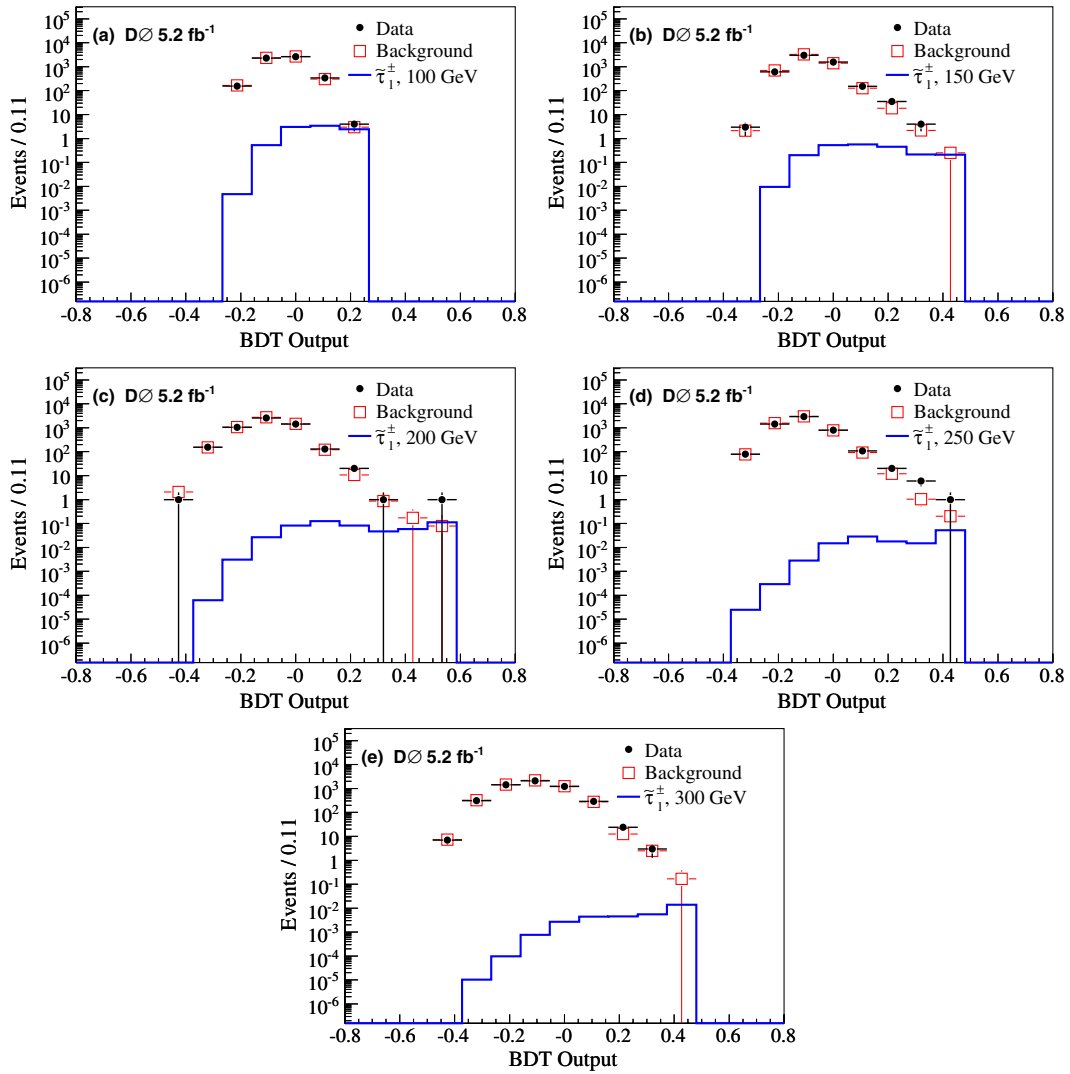 (a) DØ 5.2 fb⁻¹
Data
Background
τ̃₁±, 100 GeV
Events / 0.11
10⁵
10⁴
10³
10²
10
1
10⁻¹
10⁻²
10⁻³
10⁻⁴
10⁻⁵
10⁻⁶
-0.8 -0.6 -0.4 -0.2 -0 0.2 0.4 0.6 0.8
BDT Output
(b) DØ 5.2 fb⁻¹
Data
Background
τ̃₁±, 150 GeV
Events / 0.11
10⁵
10⁴
10³
10²
10
1
10⁻¹
10⁻²
10⁻³
10⁻⁴
10⁻⁵
10⁻⁶
-0.8 -0.6 -0.4 -0.2 -0 0.2 0.4 0.6 0.8
BDT Output
(c) DØ 5.2 fb⁻¹
Data
Background
τ̃₁±, 200 GeV
Events / 0.11
10⁵
10⁴
10³
10²
10
1
10⁻¹
10⁻²
10⁻³
10⁻⁴
10⁻⁵
10⁻⁶
-0.8 -0.6 -0.4 -0.2 -0 0.2 0.4 0.6 0.8
BDT Output
(d) DØ 5.2 fb⁻¹
Data
Background
τ̃₁±, 250 GeV
Events / 0.11
10⁵
10⁴
10³
10²
10
1
10⁻¹
10⁻²
10⁻³
10⁻⁴
10⁻⁵
10⁻⁶
-0.8 -0.6 -0.4 -0.2 -0 0.2 0.4 0.6 0.8
BDT Output
(e) DØ 5.2 fb⁻¹
Data
Background
τ̃₁±, 300 GeV
Events / 0.11
10⁵
10⁴
10³
10²
10
1
10⁻¹
10⁻²
10⁻³
10⁻⁴
10⁻⁵
10⁻⁶
-0.8 -0.6 -0.4 -0.2 -0 0.2 0.4 0.6 0.8
BDT Output